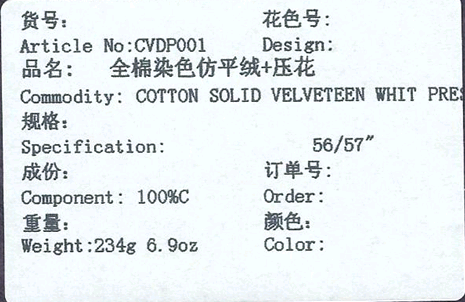 货号： 花色号：
Article No:CVDP001 Design:
品名： 全棉染色仿平绒+压花
Commodity: COTTON SOLID VELVETEEN WHIT
规格：
Specification: 56/57″
成份： 订单号：
Component: 100%C Order:
重量： 颜色：
Weight:234g 6.9oz Color: